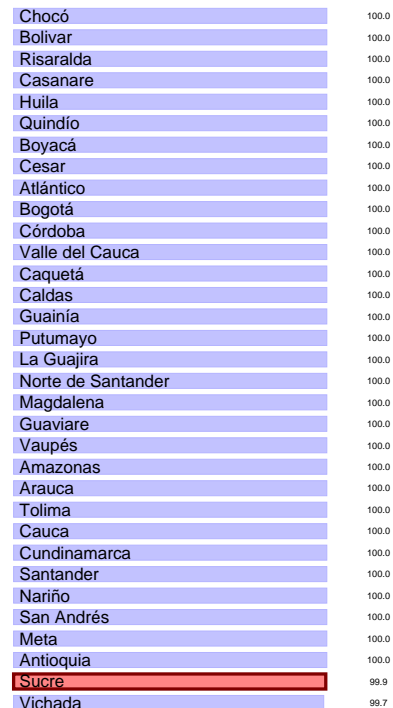 Chocó 100.0
Bolivar 100.0
Risaralda 100.0
Casanare 100.0
Huila 100.0
Quindío 100.0
Boyacá 100.0
Cesar 100.0
Atlántico 100.0
Bogotá 100.0
Córdoba 100.0
Valle del Cauca 100.0
Caquetá 100.0
Caldas 100.0
Guainía 100.0
Putumayo 100.0
La Guajira 100.0
Norte de Santander 100.0
Magdalena 100.0
Guaviare 100.0
Vaupés 100.0
Amazonas 100.0
Arauca 100.0
Tolima 100.0
Cauca 100.0
Cundinamarca 100.0
Santander 100.0
Nariño 100.0
San Andrés 100.0
Meta 100.0
Antioquia 100.0
Sucre 99.9
Vichada 99.7